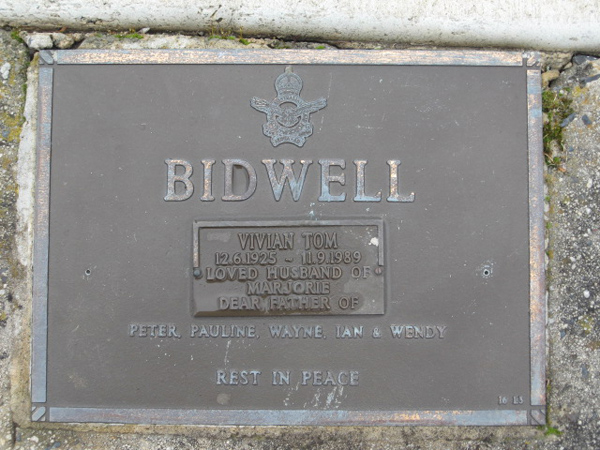 BIDWELL
VIVIAN TOM
12.6.1925 - 11.9.1989
LOVED HUSBAND OF
MARJORIE
DEAR FATHER OF
PETER, PAULINE, WAYNE, IAN & WENDY
REST IN PEACE